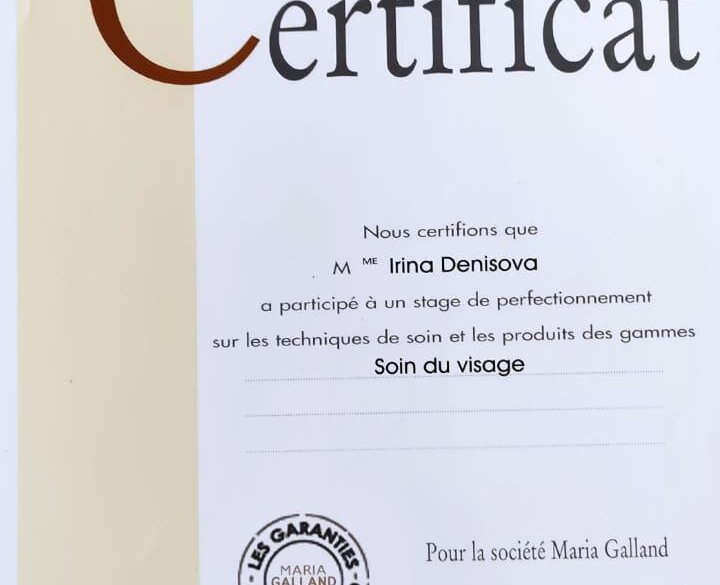 Certificat
Nous certifions que
M ME Irina Denisova
a participé à un stage de perfectionnement
sur les techniques de soin et les produits des gammes
Soin du visage
LES GARANTIES
MARIA
GALLAND
Pour la société Maria Galland